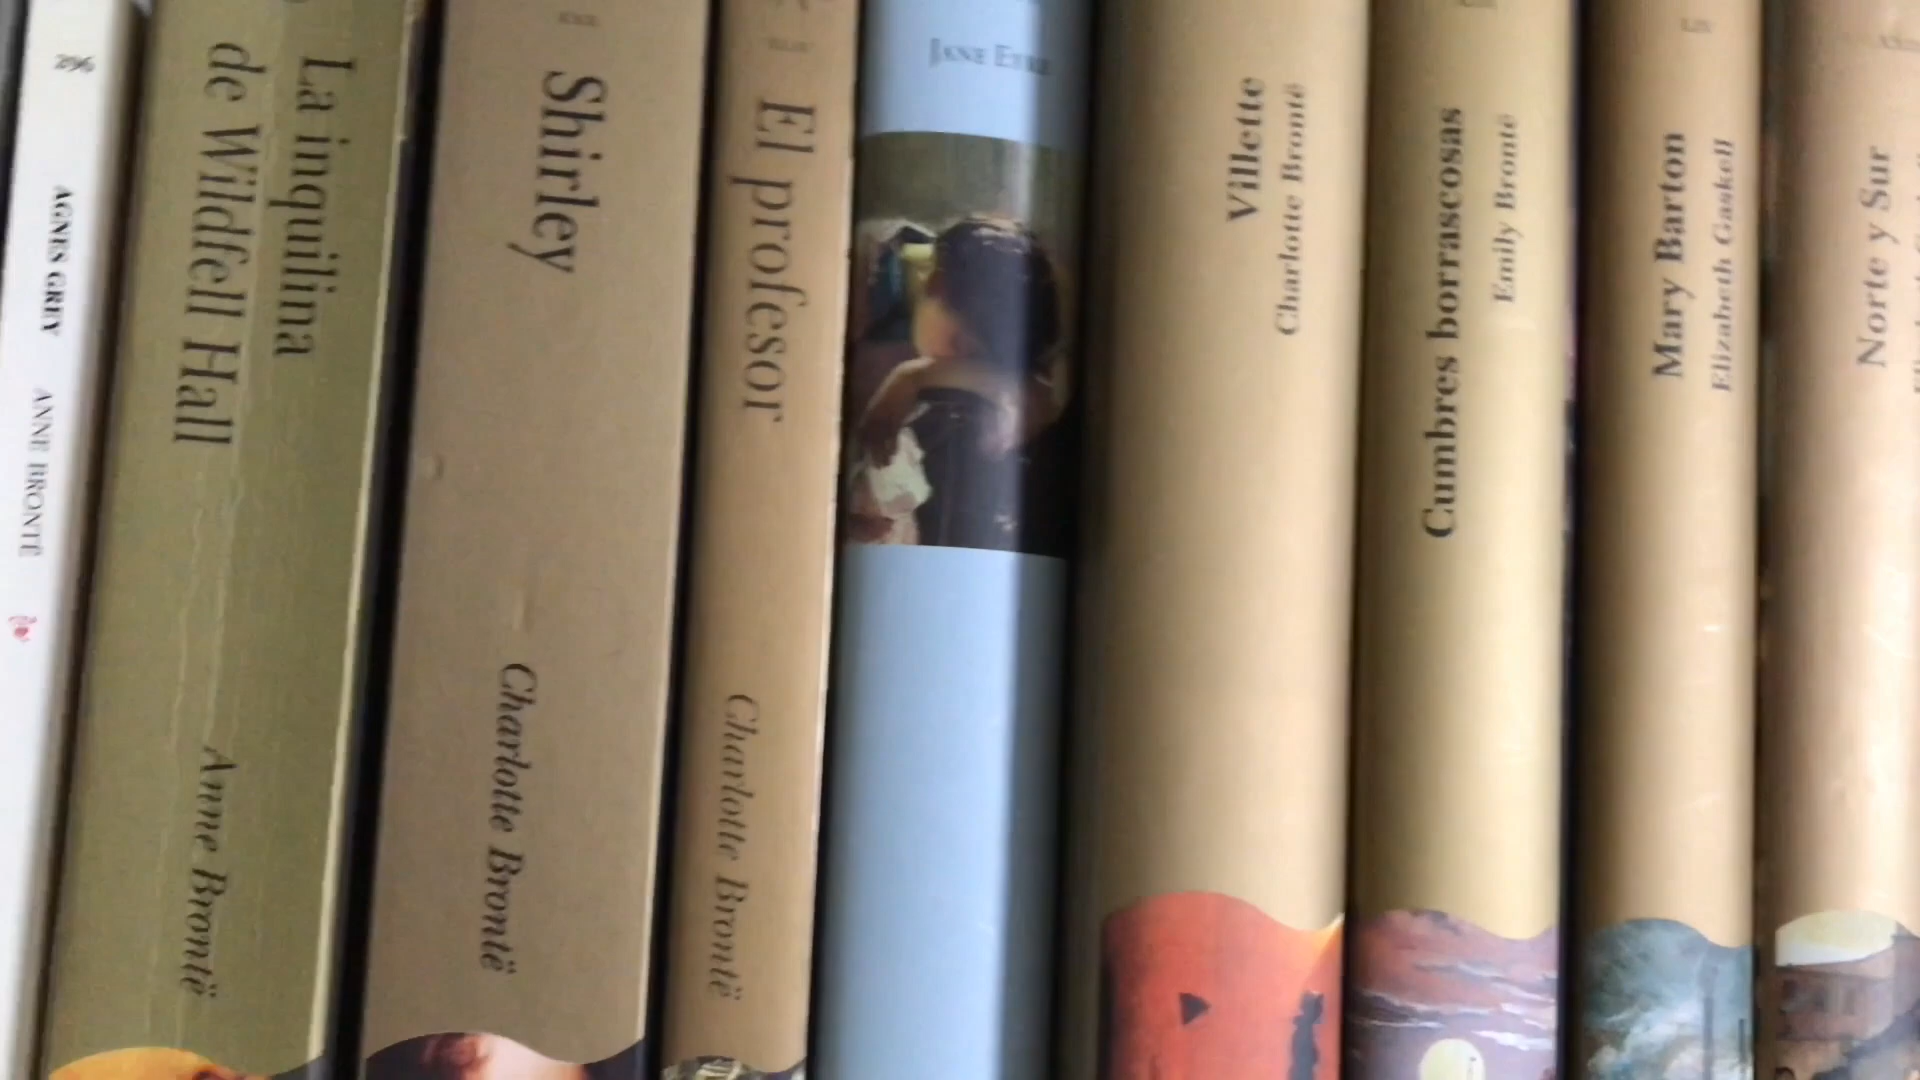 296
AGNES GREY
ANNE BRONTË
La inquilina
de Wildfell Hall
Anne Brontë
Shirley
Charlotte Brontë
El profesor
Charlotte Brontë
JANE EYRE
Villette
Charlotte Brontë
Cumbres borrascosas
Emily Brontë
Mary Barton
Elizabeth Gaskell
Norte y Sur